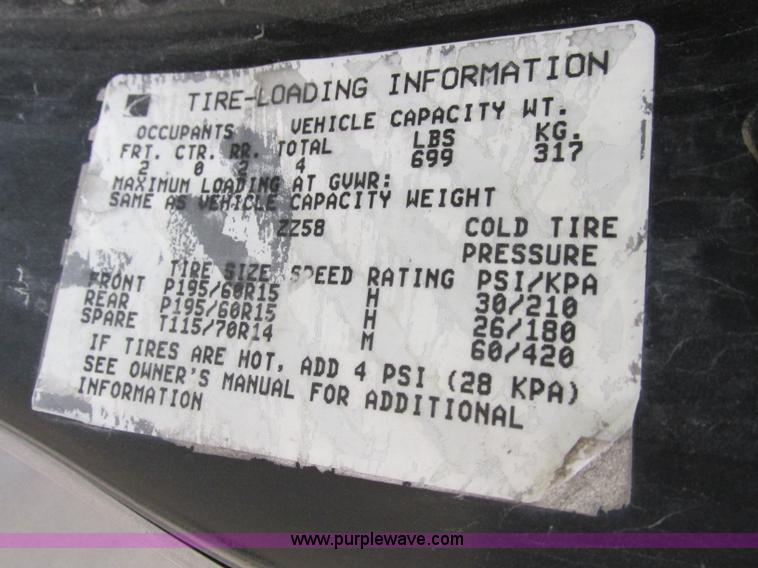 TIRE-LOADING INFORMATION
OCCUPANTS VEHICLE CAPACITY WT.
FRT. CTR. RR. TOTAL LBS KG.
2 0 2 4 699 317
MAXIMUM LOADING AT GVWR:
SAME AS VEHICLE CAPACITY WEIGHT
ZZ58 COLD TIRE
PRESSURE
TIRE SIZE SPEED RATING PSI/KPA
FRONT P195/60R15 H 30/210
REAR P195/60R15 H 26/180
SPARE T115/70R14 M 60/420
IF TIRES ARE HOT, ADD 4 PSI (28 KPA)
SEE OWNER'S MANUAL FOR ADDITIONAL
INFORMATION
www.purplewave.com